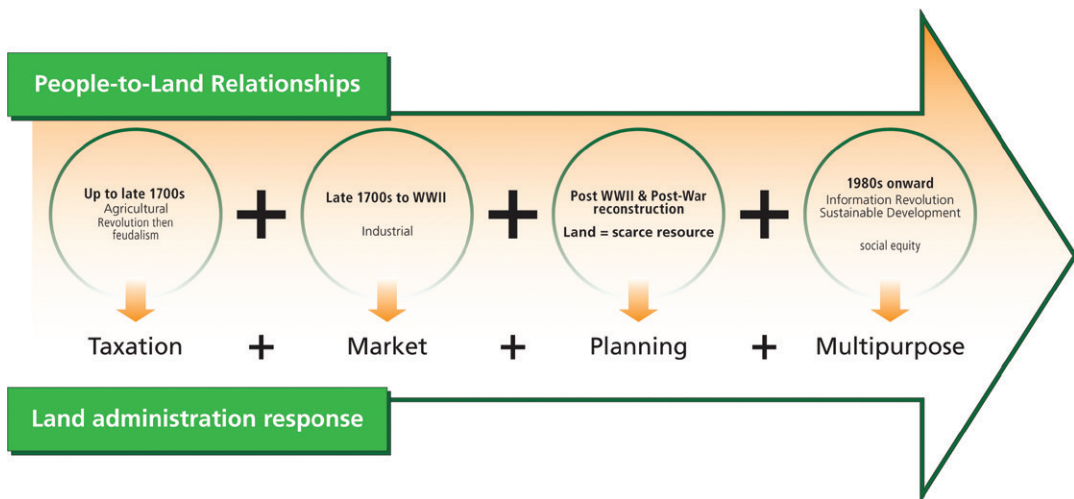 People-to-Land Relationships
Up to late 1700s
Agricultural
Revolution then
feudalism
+
Late 1700s to WWII
Industrial
+
Post WWII & Post-War
reconstruction
Land = scarce resource
+
1980s onward
Information Revolution
Sustainable Development
social equity
Taxation + Market + Planning + Multipurpose
Land administration response